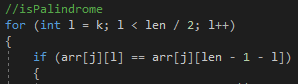 //isPalindrome
for (int l = k; l < len / 2; l++)
{
if (arr[j][l] == arr[j][len - 1 - l])
{